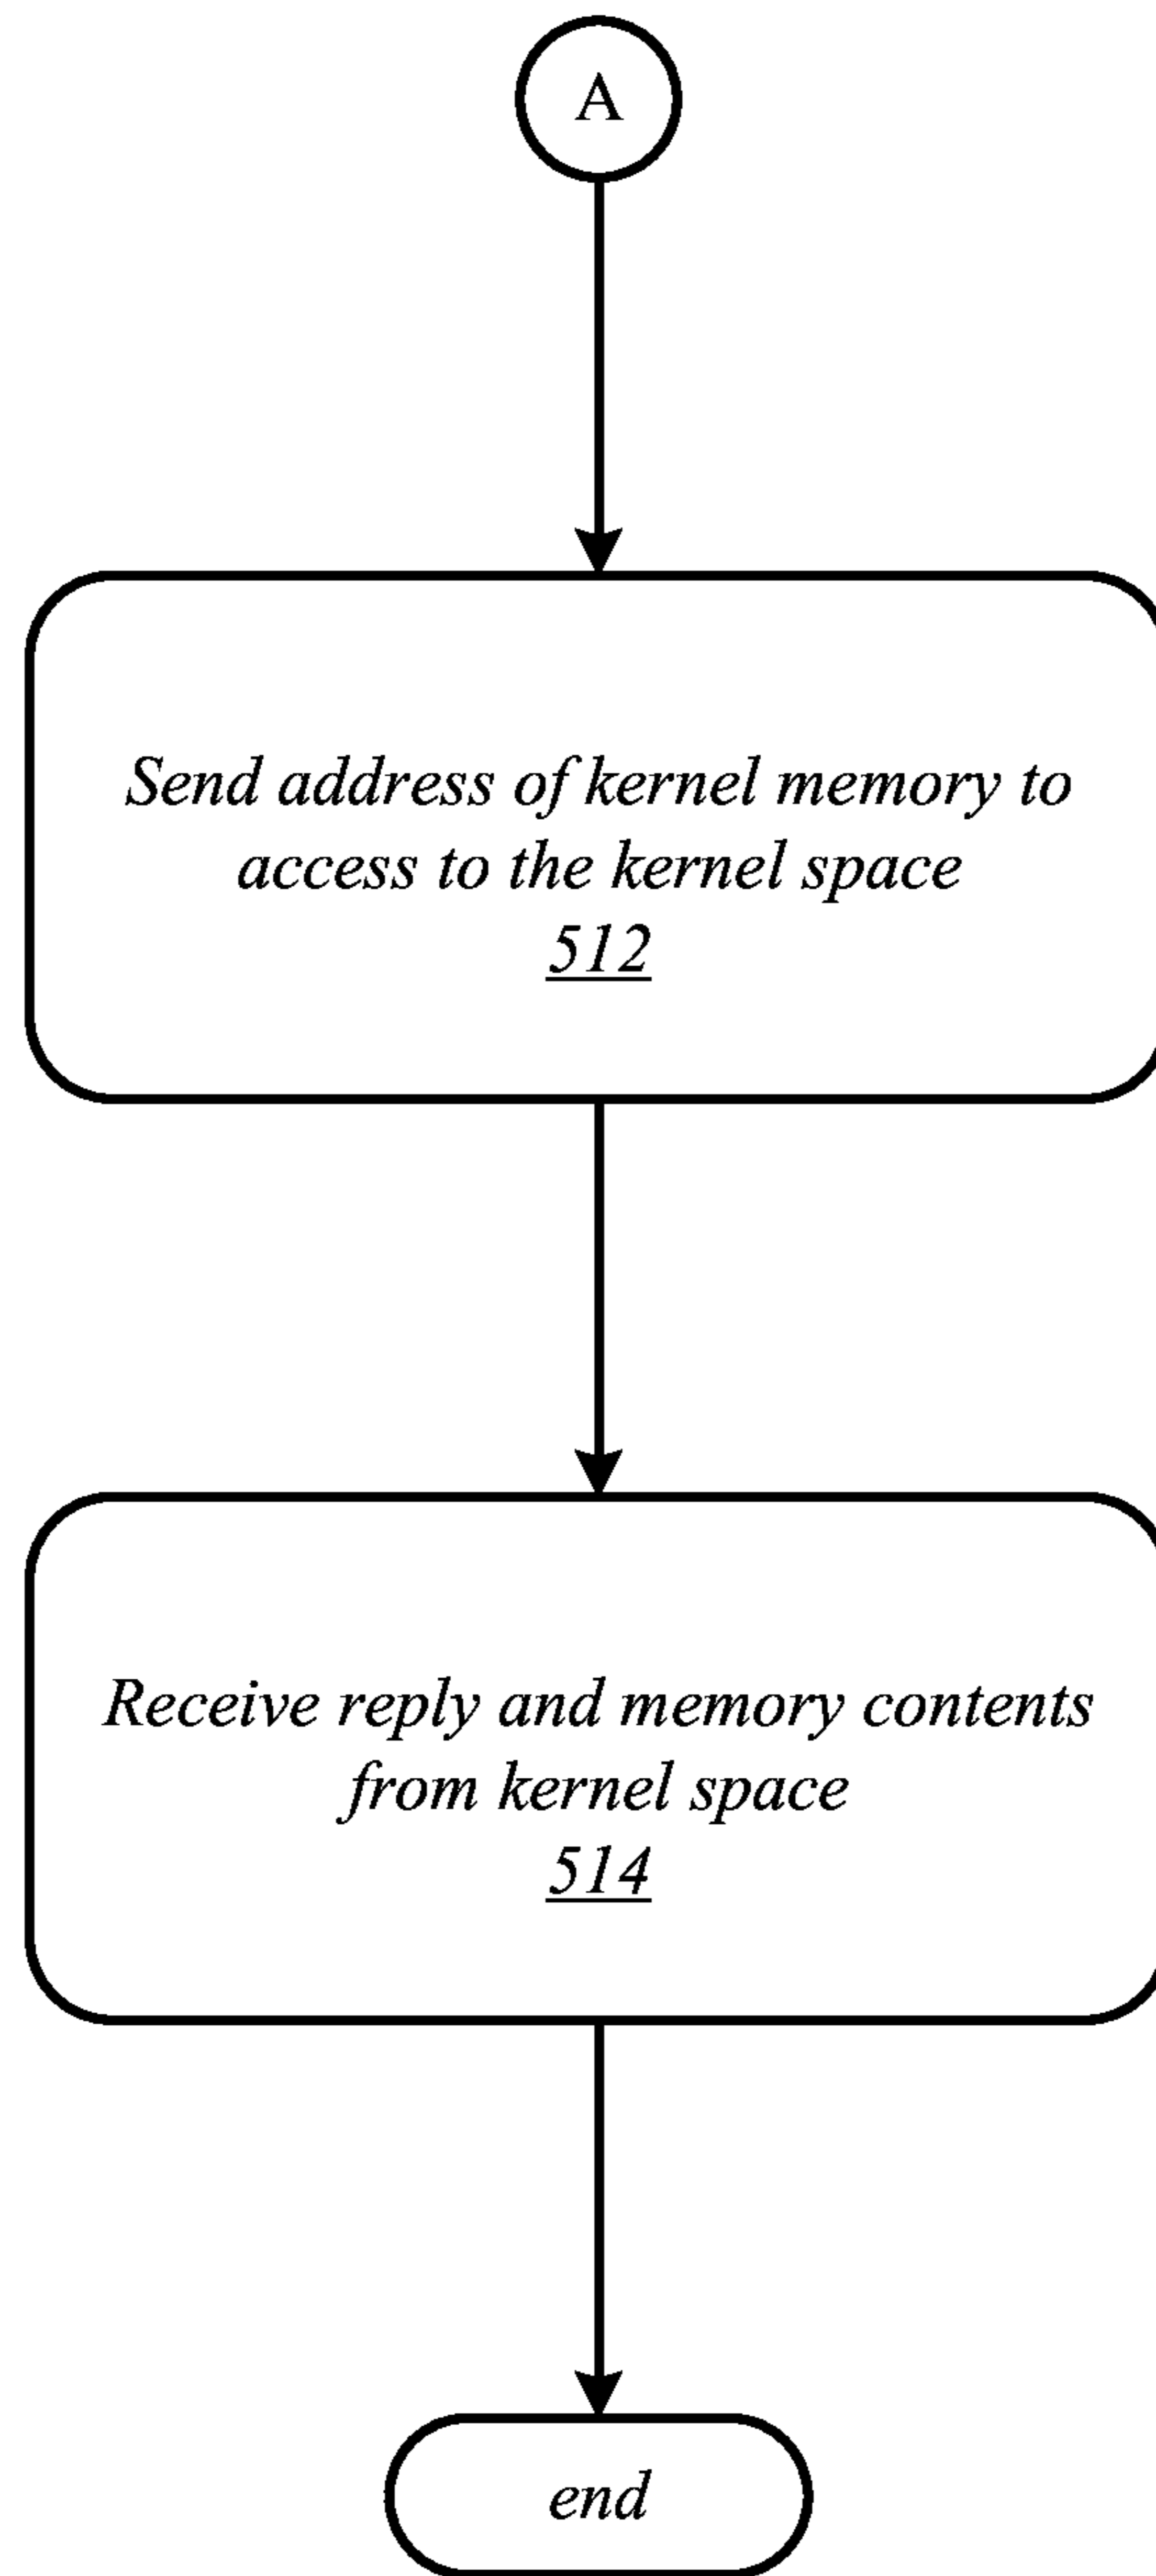 A
Send address of kernel memory to
access to the kernel space
512
Receive reply and memory contents
from kernel space
514
end